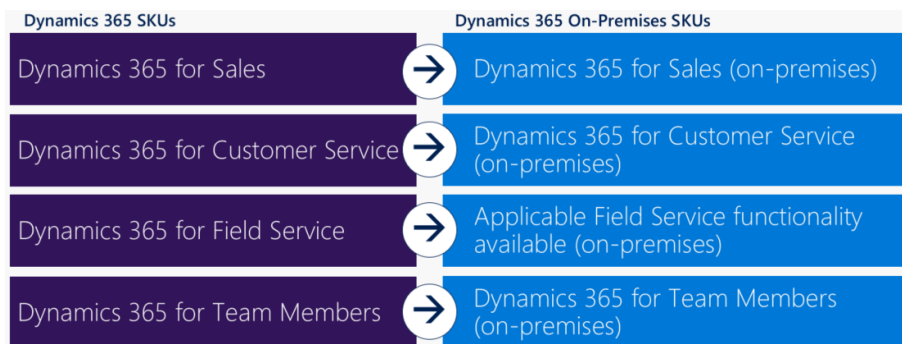 Dynamics 365 SKUs
Dynamics 365 On-Premises SKUs
Dynamics 365 for Sales
Dynamics 365 for Sales (on-premises)
Dynamics 365 for Customer Service
Dynamics 365 for Customer Service
(on-premises)
Dynamics 365 for Field Service
Applicable Field Service functionality
available (on-premises)
Dynamics 365 for Team Members
Dynamics 365 for Team Members
(on-premises)